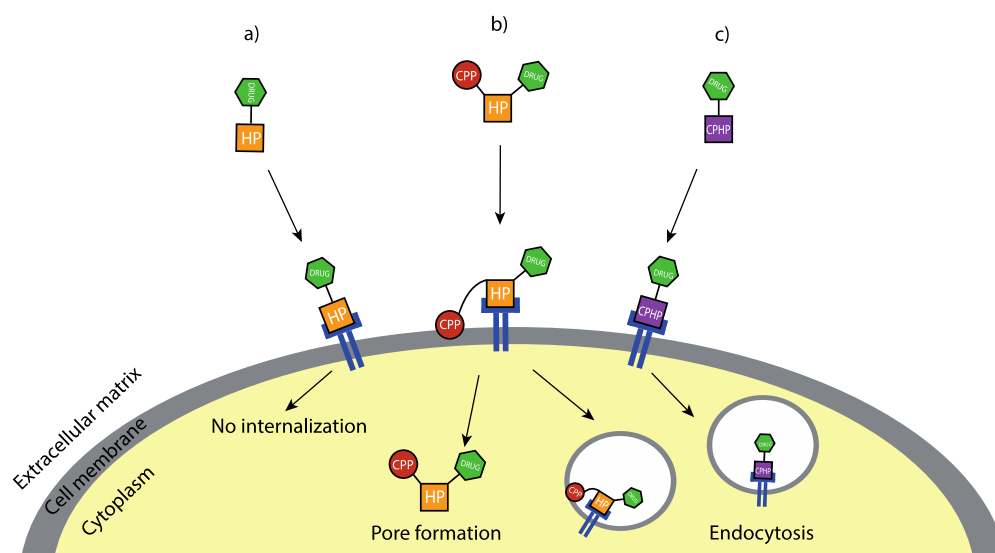 a)
b)
c)
DRUG
HP
CPP
DRUG
HP
DRUG
CPHP
DRUG
HP
DRUG
HP
CPP
DRUG
CPHP
Extracellular matrix
Cell membrane
Cytoplasm
No internalization
CPP
DRUG
HP
Pore formation
CPP
HP
DRUG
DRUG
CPHP
Endocytosis